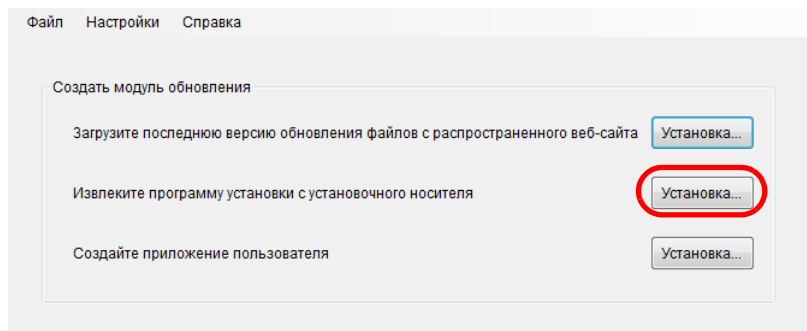 Файл Настройки Справка
Создать модуль обновления
Загрузите последнюю версию обновления файлов с распространенного веб-сайта Установка...
Извлеките программу установки с установочного носителя Установка...
Создайте приложение пользователя Установка...